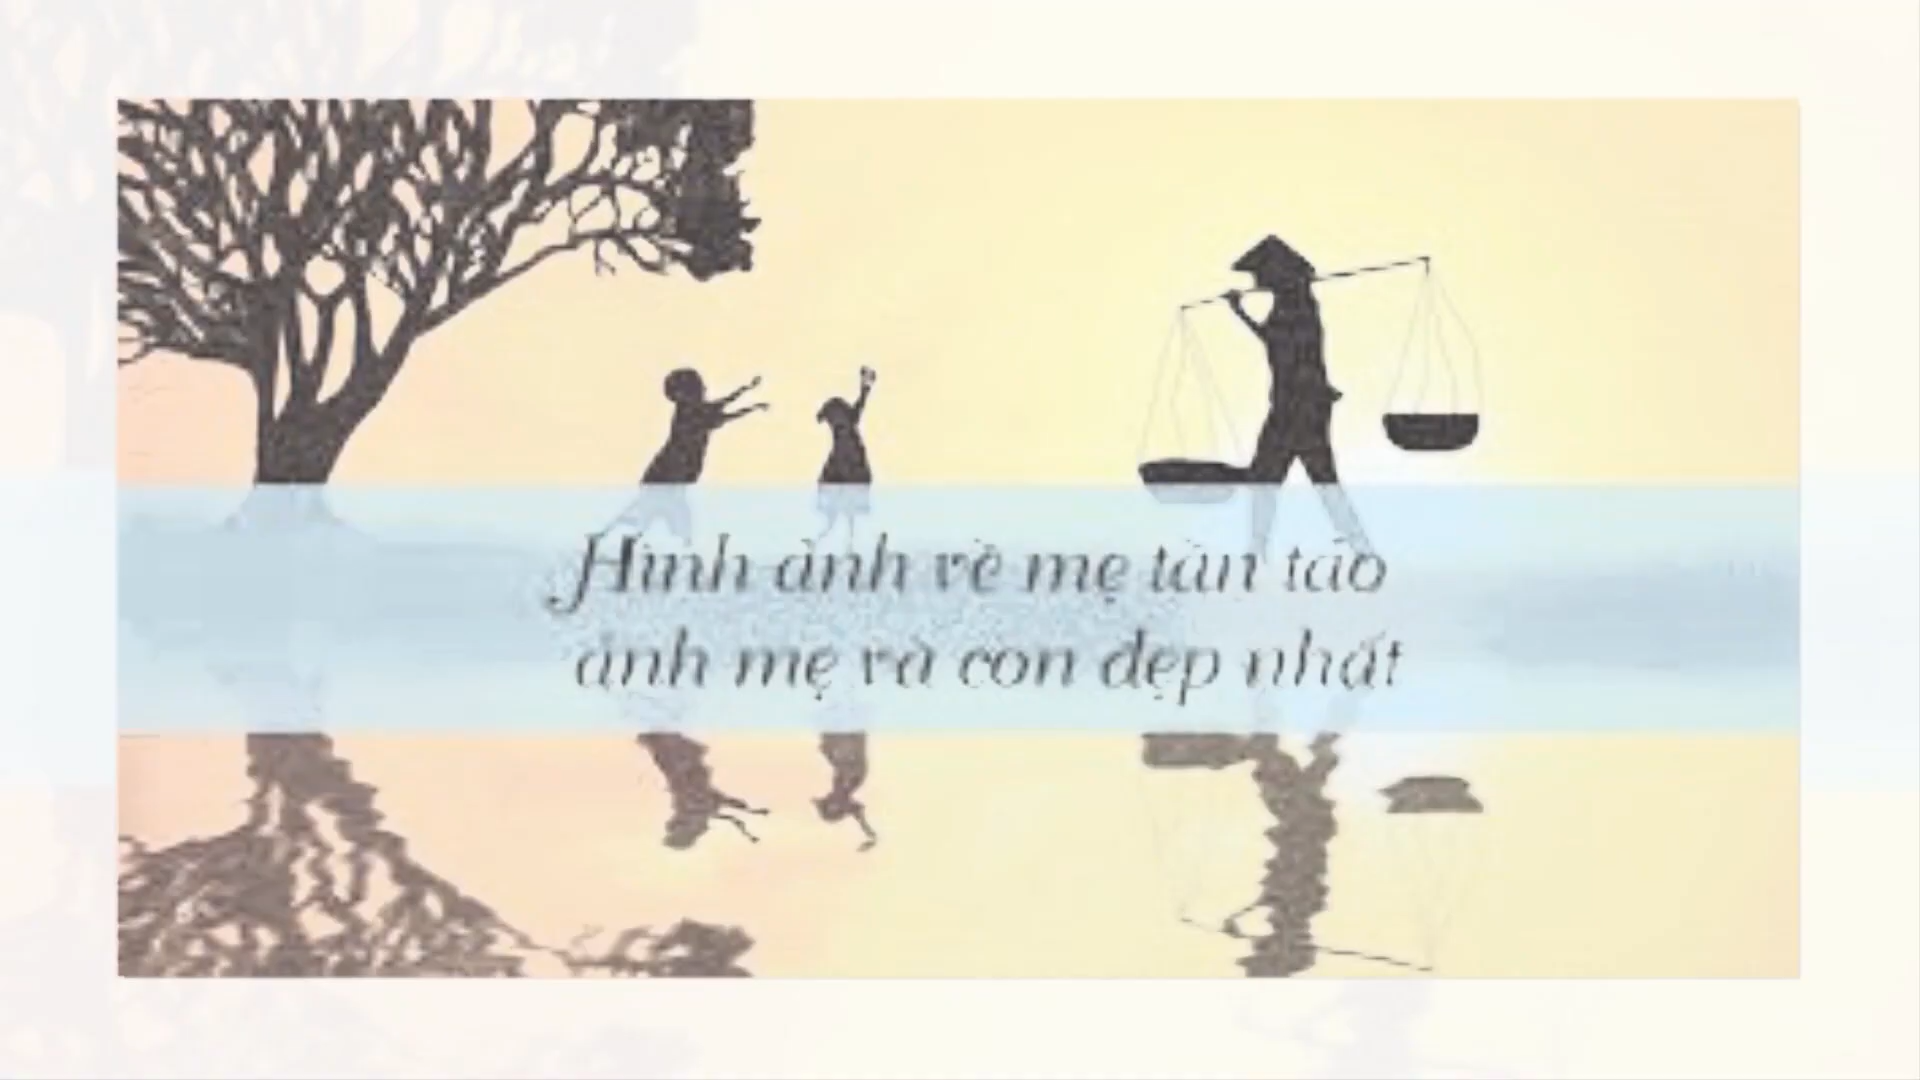 Hình ảnh về mẹ tần tảo
ảnh mẹ và con đẹp nhất